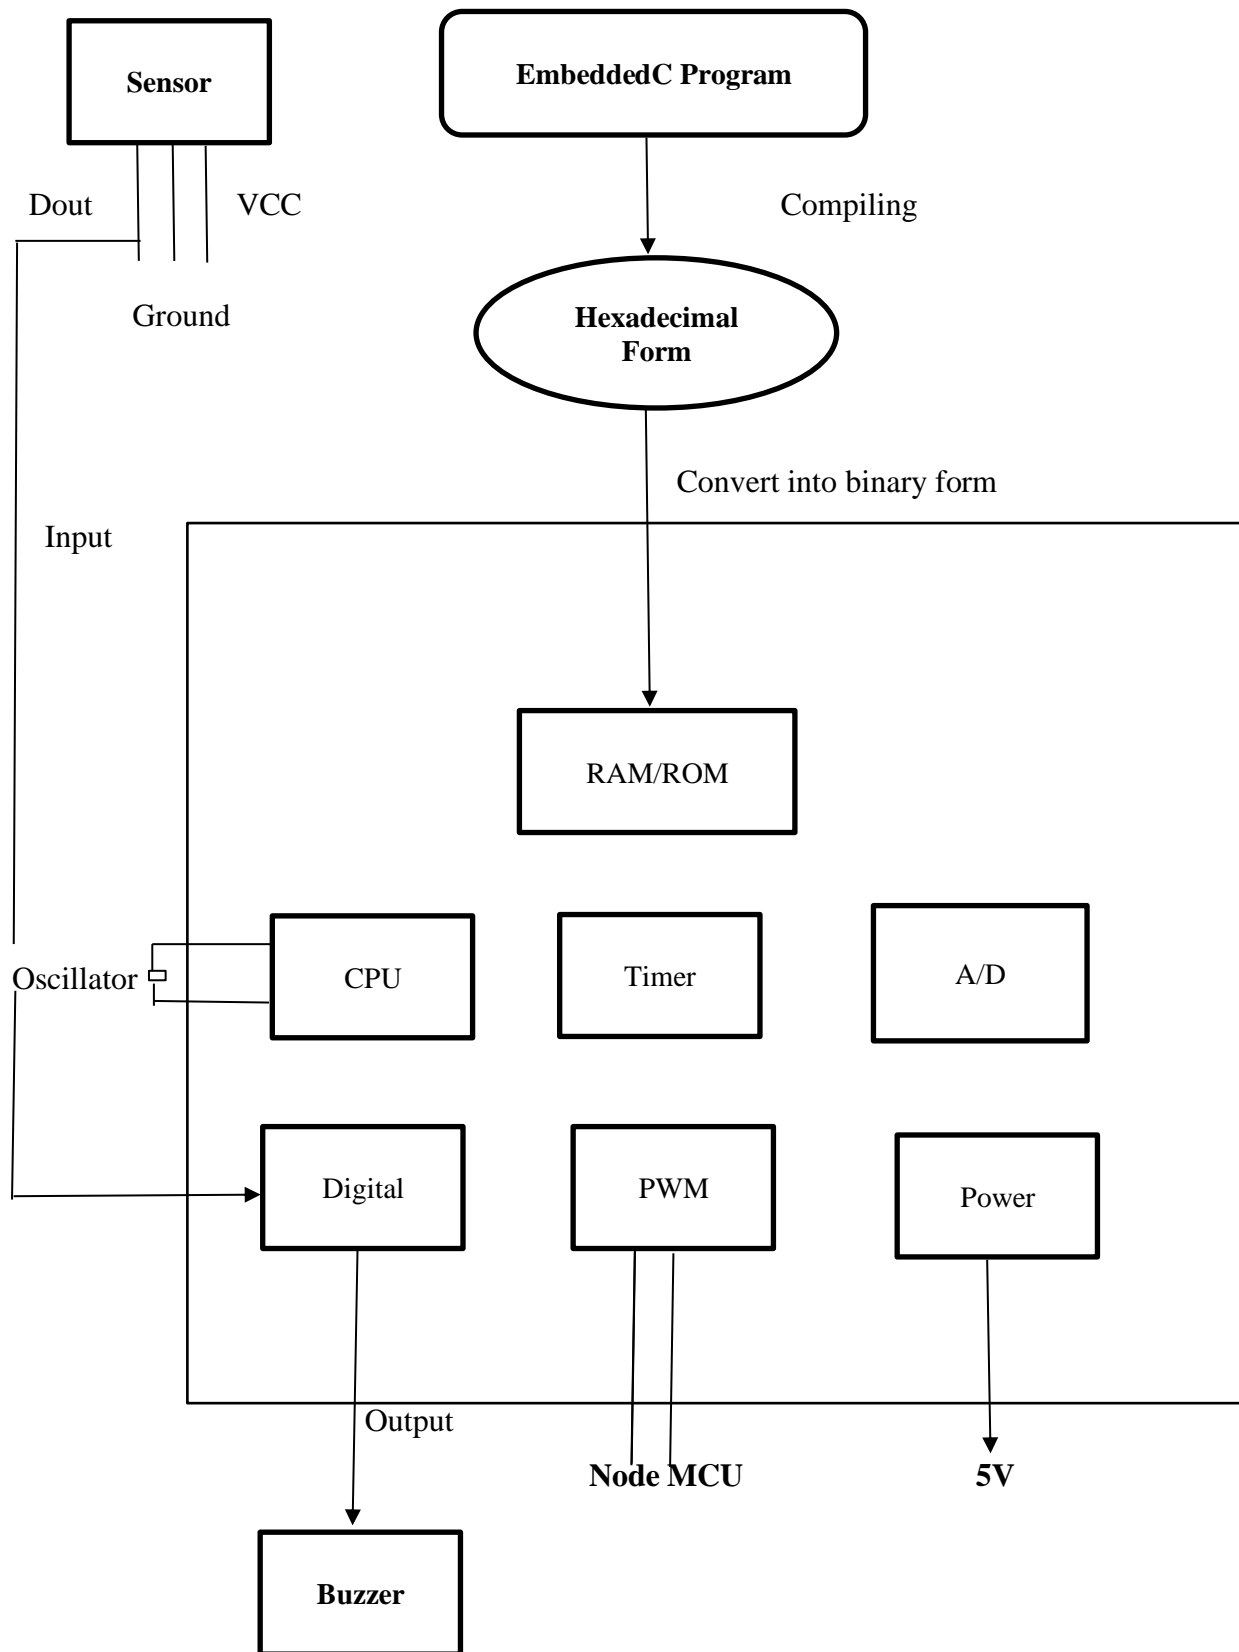 Sensor
EmbeddedC Program
Dout
VCC
Compiling
Ground
Hexadecimal
Form
Convert into binary form
Input
RAM/ROM
Oscillator
CPU
Timer
A/D
Digital
PWM
Power
Output
Node MCU
5V
Buzzer